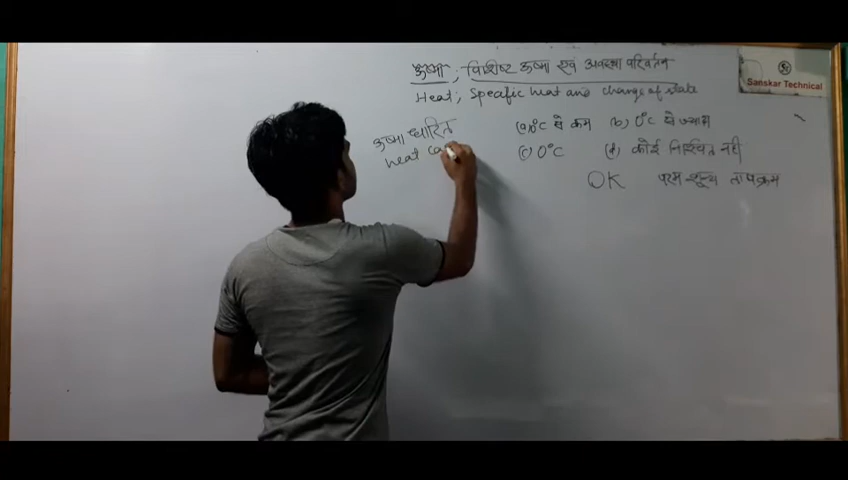 ऊष्मा ; विशिष्ट ऊष्मा एवं अवस्था परिवर्तन
Heat; Specific heat and change of state
Sanskar Technical
ऊष्मा धारित
heat ca
(a) 0°C से कम (b) 0°C से ज्यादा
(c) 0°C (d) कोई निश्चित नही
0K परम शून्य तापक्रम